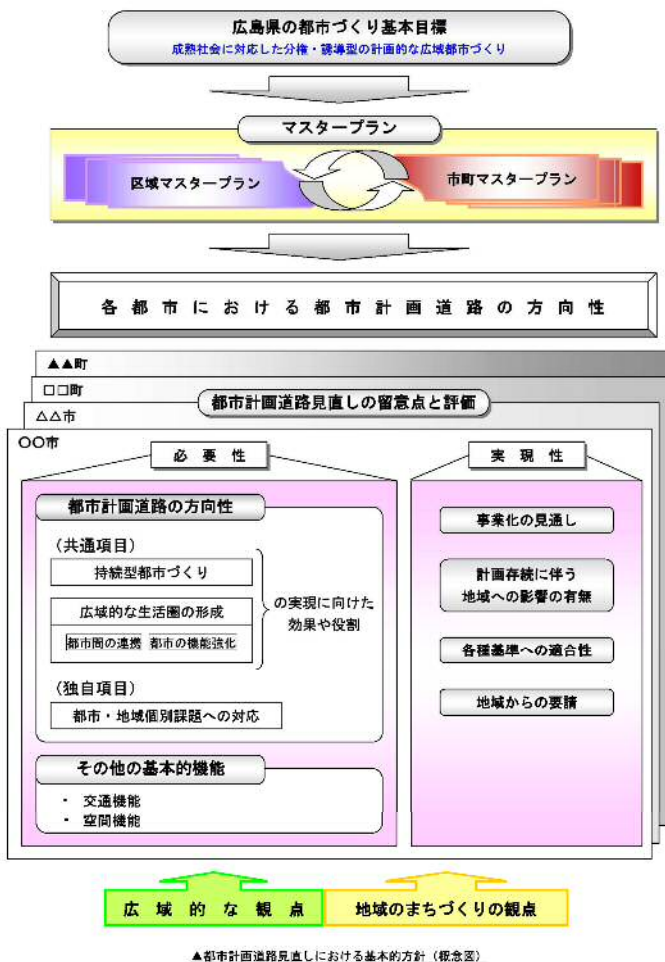 広島県の都市づくり基本目標
成熟社会に対応した分権・誘導型の計画的な広域都市づくり
マスタープラン
区域マスタープラン
市町マスタープラン
各都市における都市計画道路の方向性
▲▲町
□□町
△△市
○○市
都市計画道路見直しの留意点と評価
必要性
都市計画道路の方向性
(共通項目)
持続型都市づくり
広域的な生活圏の形成
都市間の連携 都市の機能強化
の実現に向けた
効果や役割
(独自項目)
都市・地域個別課題への対応
その他の基本的機能
・ 交通機能
・ 空間機能
実現性
事業化の見通し
計画存続に伴う
地域への影響の有無
各種基準への適合性
地域からの要請
広域的な観点
地域のまちづくりの観点
▲都市計画道路見直しにおける基本的方針(概念図)